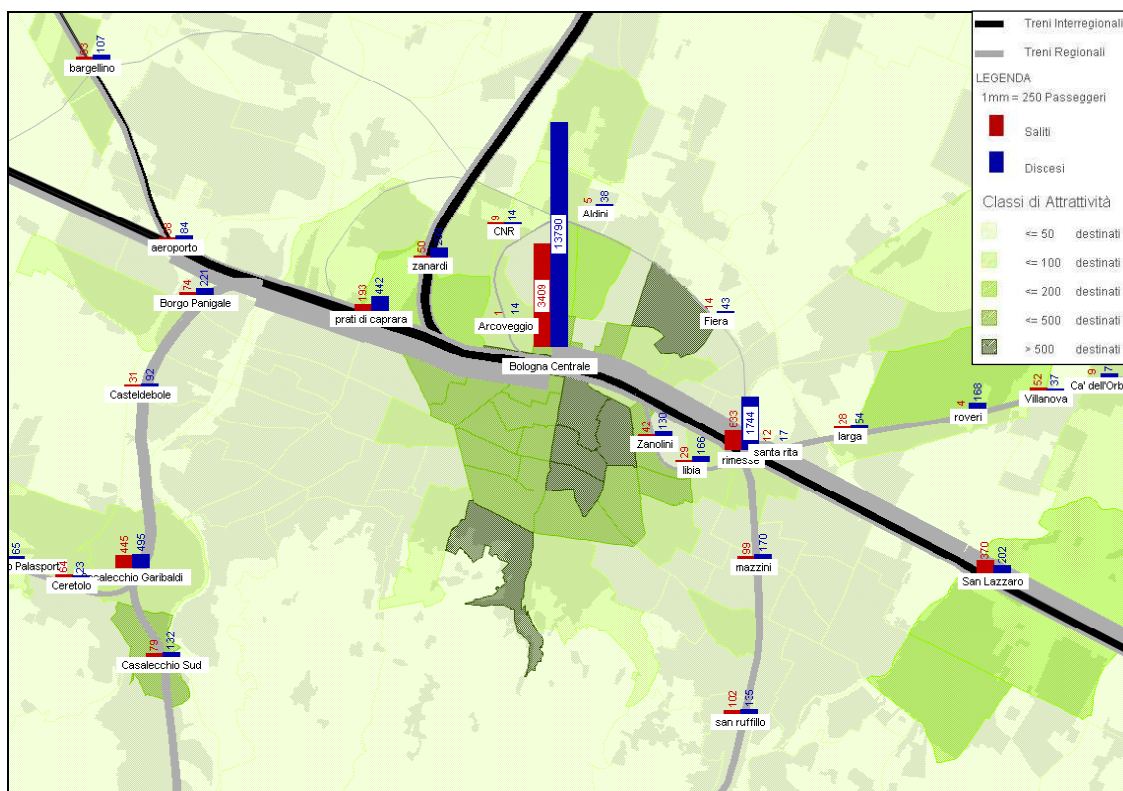 Treni Interregionali
Treni Regionali
LEGENDA
1mm = 250 Passeggeri
Saliti
Discesi
Classi di Attrattività
<= 50 destinati
<= 100 destinati
<= 200 destinati
<= 500 destinati
> 500 destinati
107
bargellino
84
aeroporto
74 221
Borgo Panigale
193 442
prati di caprara
50
zanardi
9 14
CNR
5 38
Aldini
3409 13790
Bologna Centrale
1 14
Arcoveggio
14 43
Fiera
31 92
Casteldebole
42 130
Zanolini
29 166
libia
633 1744
rimesse
12 17
santa rita
28 54
larga
4 168
roveri
52 37
Villanova
9
Ca' dell'Orb
65
Palasport
64 23
Ceretolo
445 495
salecchio Garibaldi
79 132
Casalecchio Sud
99 170
mazzini
102 135
san ruffillo
370 202
San Lazzaro